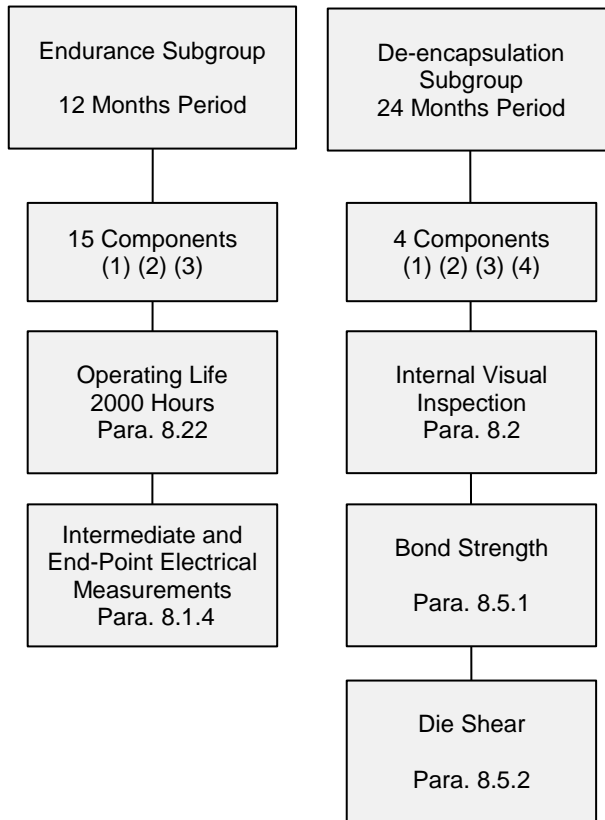 Endurance Subgroup
12 Months Period
15 Components
(1) (2) (3)
Operating Life
2000 Hours
Para. 8.22
Intermediate and
End-Point Electrical
Measurements
Para. 8.1.4
De-encapsulation
Subgroup
24 Months Period
4 Components
(1) (2) (3) (4)
Internal Visual
Inspection
Para. 8.2
Bond Strength
Para. 8.5.1
Die Shear
Para. 8.5.2